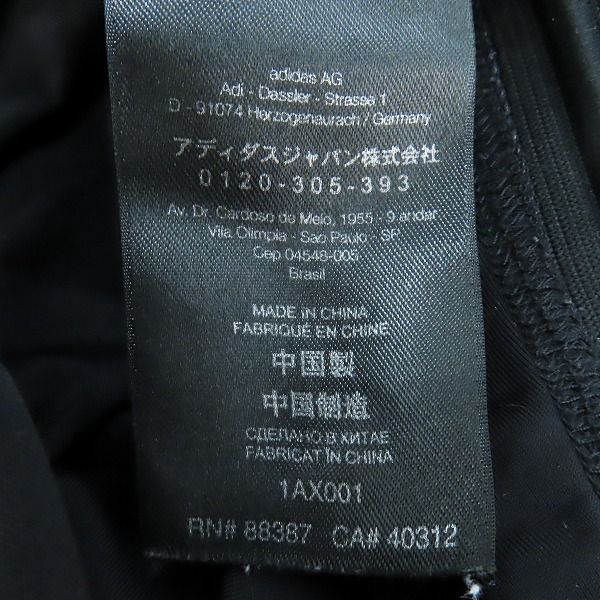 adidas AG
Adi - Dassler - Strasse 1
D - 91074 Herzogenaurach / Germany
アディダスジャパン株式会社
0120-305-393
Av. Dr. Cardoso de Melo, 1955 - 9 andar
Vila Olimpia - Sao Paulo - SP
Cep 04548-005
Brasil
MADE IN CHINA
FABRIQUÉ EN CHINE
中国製
中国制造
СДЕЛАНО В КИТАЕ
FABRICAT ÎN CHINA
1AX001
RN# 88387 CA# 40312